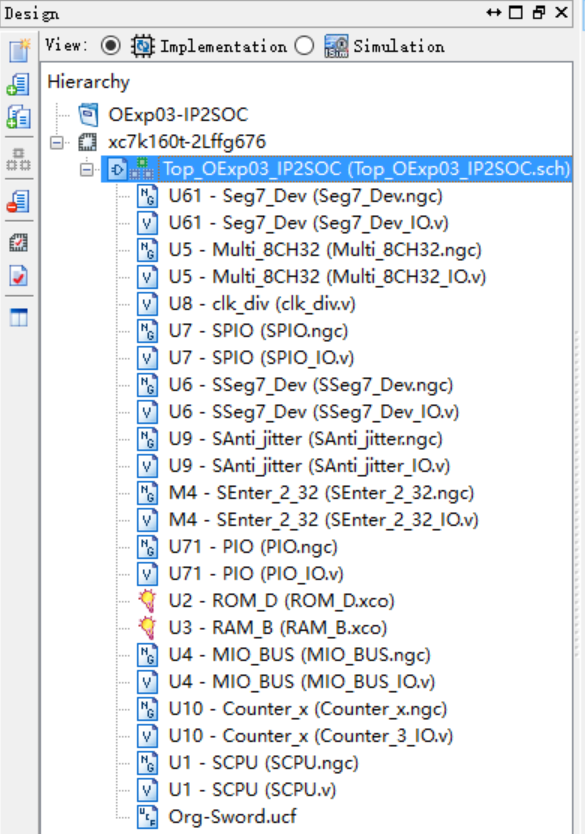 Design
View: Implementation Simulation
Hierarchy
OExp03-IP2SOC
xc7k160t-2Lffg676
Top_OExp03_IP2SOC (Top_OExp03_IP2SOC.sch)
U61 - Seg7_Dev (Seg7_Dev.ngc)
U61 - Seg7_Dev (Seg7_Dev_IO.v)
U5 - Multi_8CH32 (Multi_8CH32.ngc)
U5 - Multi_8CH32 (Multi_8CH32_IO.v)
U8 - clk_div (clk_div.v)
U7 - SPIO (SPIO.ngc)
U7 - SPIO (SPIO_IO.v)
U6 - SSeg7_Dev (SSeg7_Dev.ngc)
U6 - SSeg7_Dev (SSeg7_Dev_IO.v)
U9 - SAnti_jitter (SAnti_jitter.ngc)
U9 - SAnti_jitter (SAnti_jitter_IO.v)
M4 - SEnter_2_32 (SEnter_2_32.ngc)
M4 - SEnter_2_32 (SEnter_2_32_IO.v)
U71 - PIO (PIO.ngc)
U71 - PIO (PIO_IO.v)
U2 - ROM_D (ROM_D.xco)
U3 - RAM_B (RAM_B.xco)
U4 - MIO_BUS (MIO_BUS.ngc)
U4 - MIO_BUS (MIO_BUS_IO.v)
U10 - Counter_x (Counter_x.ngc)
U10 - Counter_x (Counter_3_IO.v)
U1 - SCPU (SCPU.ngc)
U1 - SCPU (SCPU.v)
Org-Sword.ucf